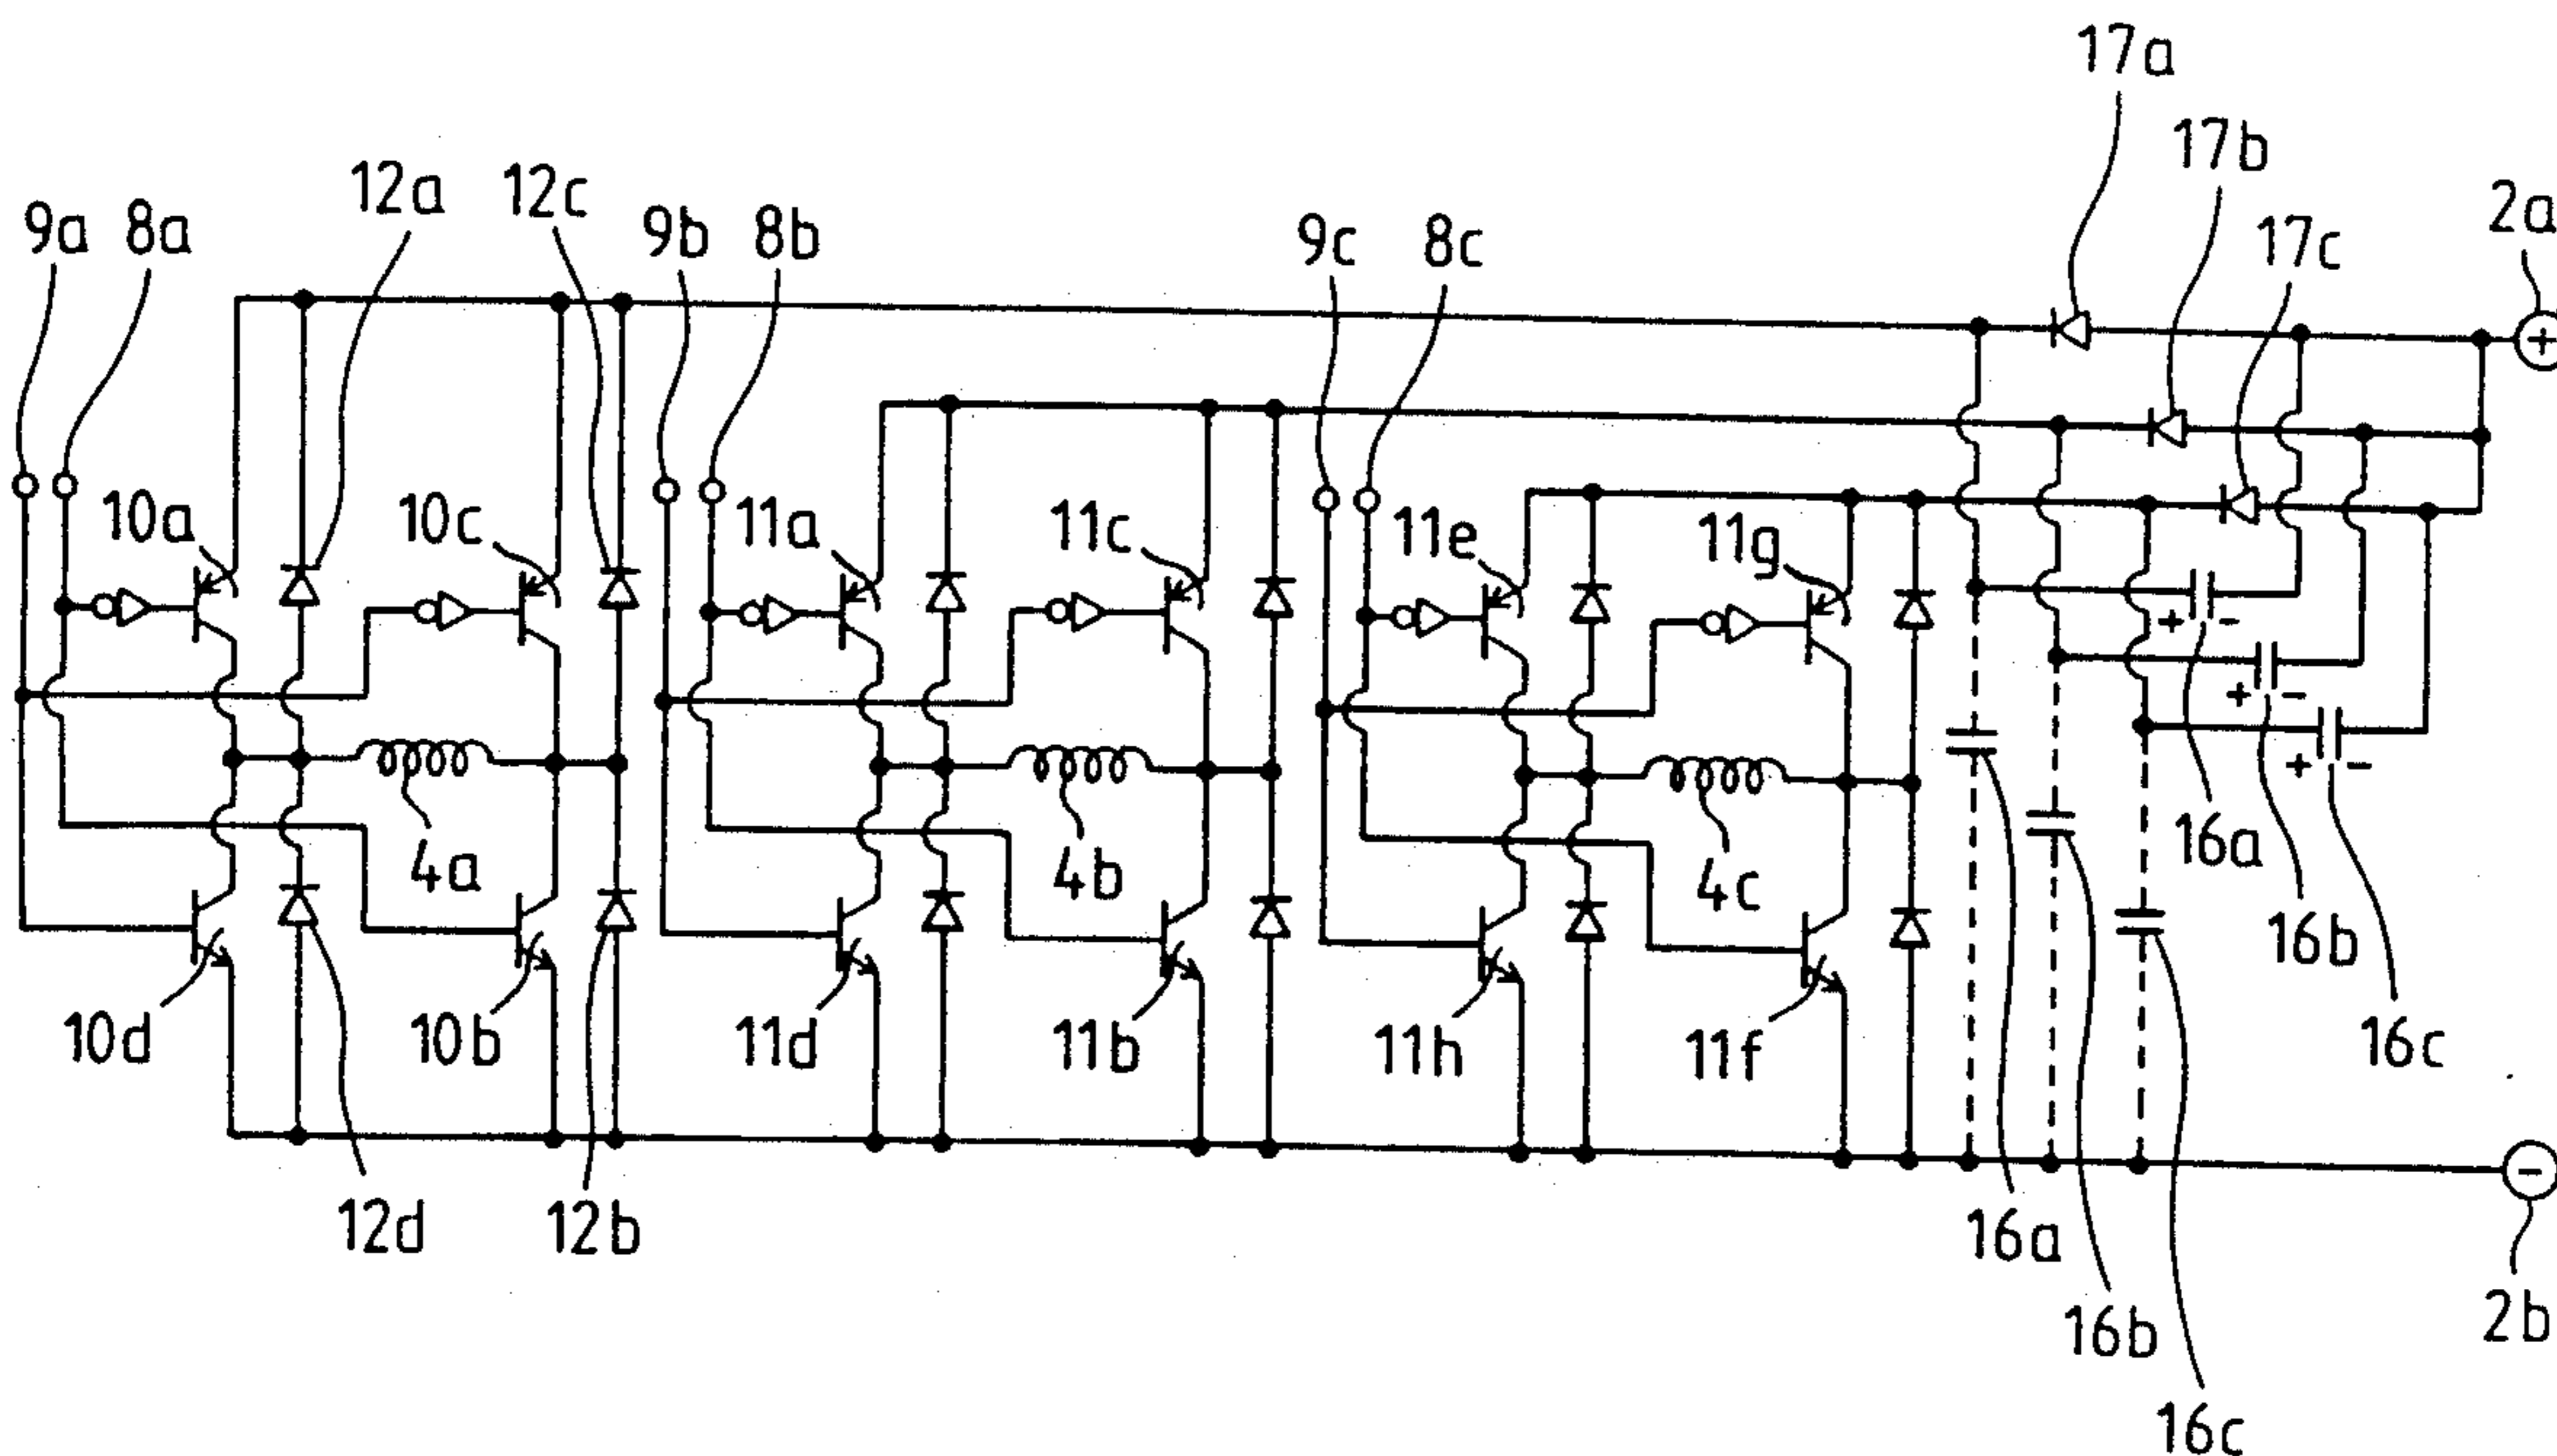 17a
17b
12a 12c 2a
9a 8a 9b 8b 9c 8c 17c
+
10a 10c 11a 11c 11e 11g
+ -
+ -
+ -
4a 4b 4c 16a
16b
10d 10b 11d 11b 11h 11f 16c
-
12d 12b 16a
16b 2b
16c